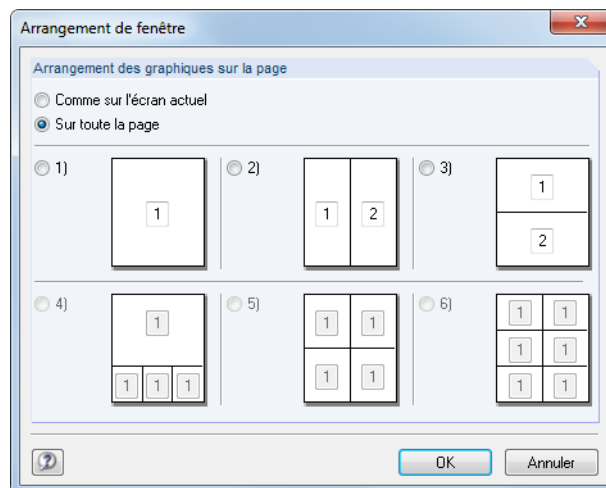 Arrangement de fenêtre
Arrangement des graphiques sur la page
Comme sur l'écran actuel
Sur toute la page
1) 1 2) 1 2 3) 1
2
4) 1 5) 1 1 6) 1 1
1 1
1 1 1 1 1 1 1
OK Annuler